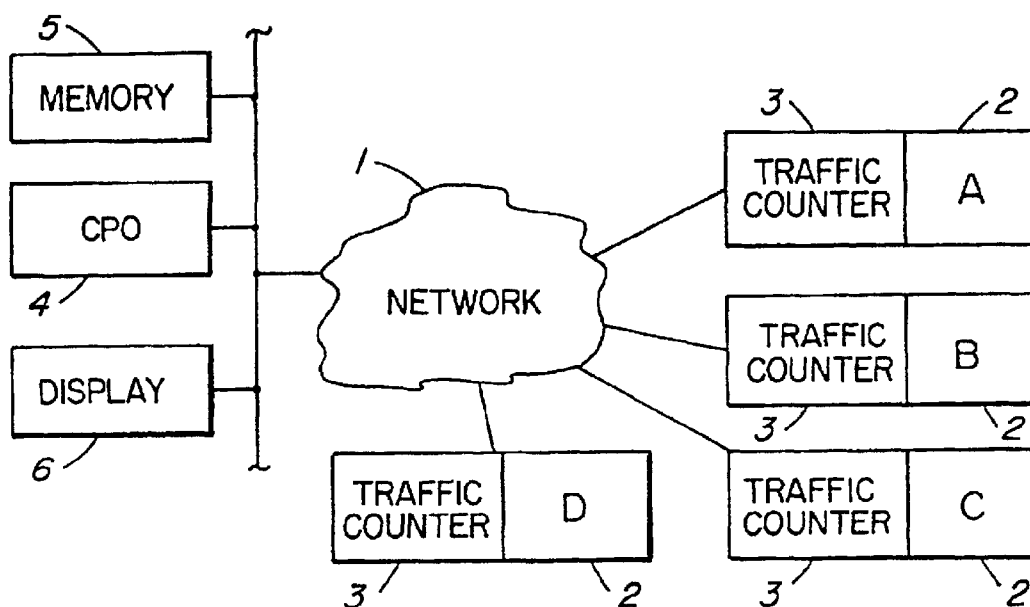 5
MEMORY
CPO
4
DISPLAY
6
1
NETWORK
3 2
TRAFFIC
COUNTER
A
TRAFFIC
COUNTER
B
3 2
TRAFFIC
COUNTER
D
3 2
TRAFFIC
COUNTER
C
3 2